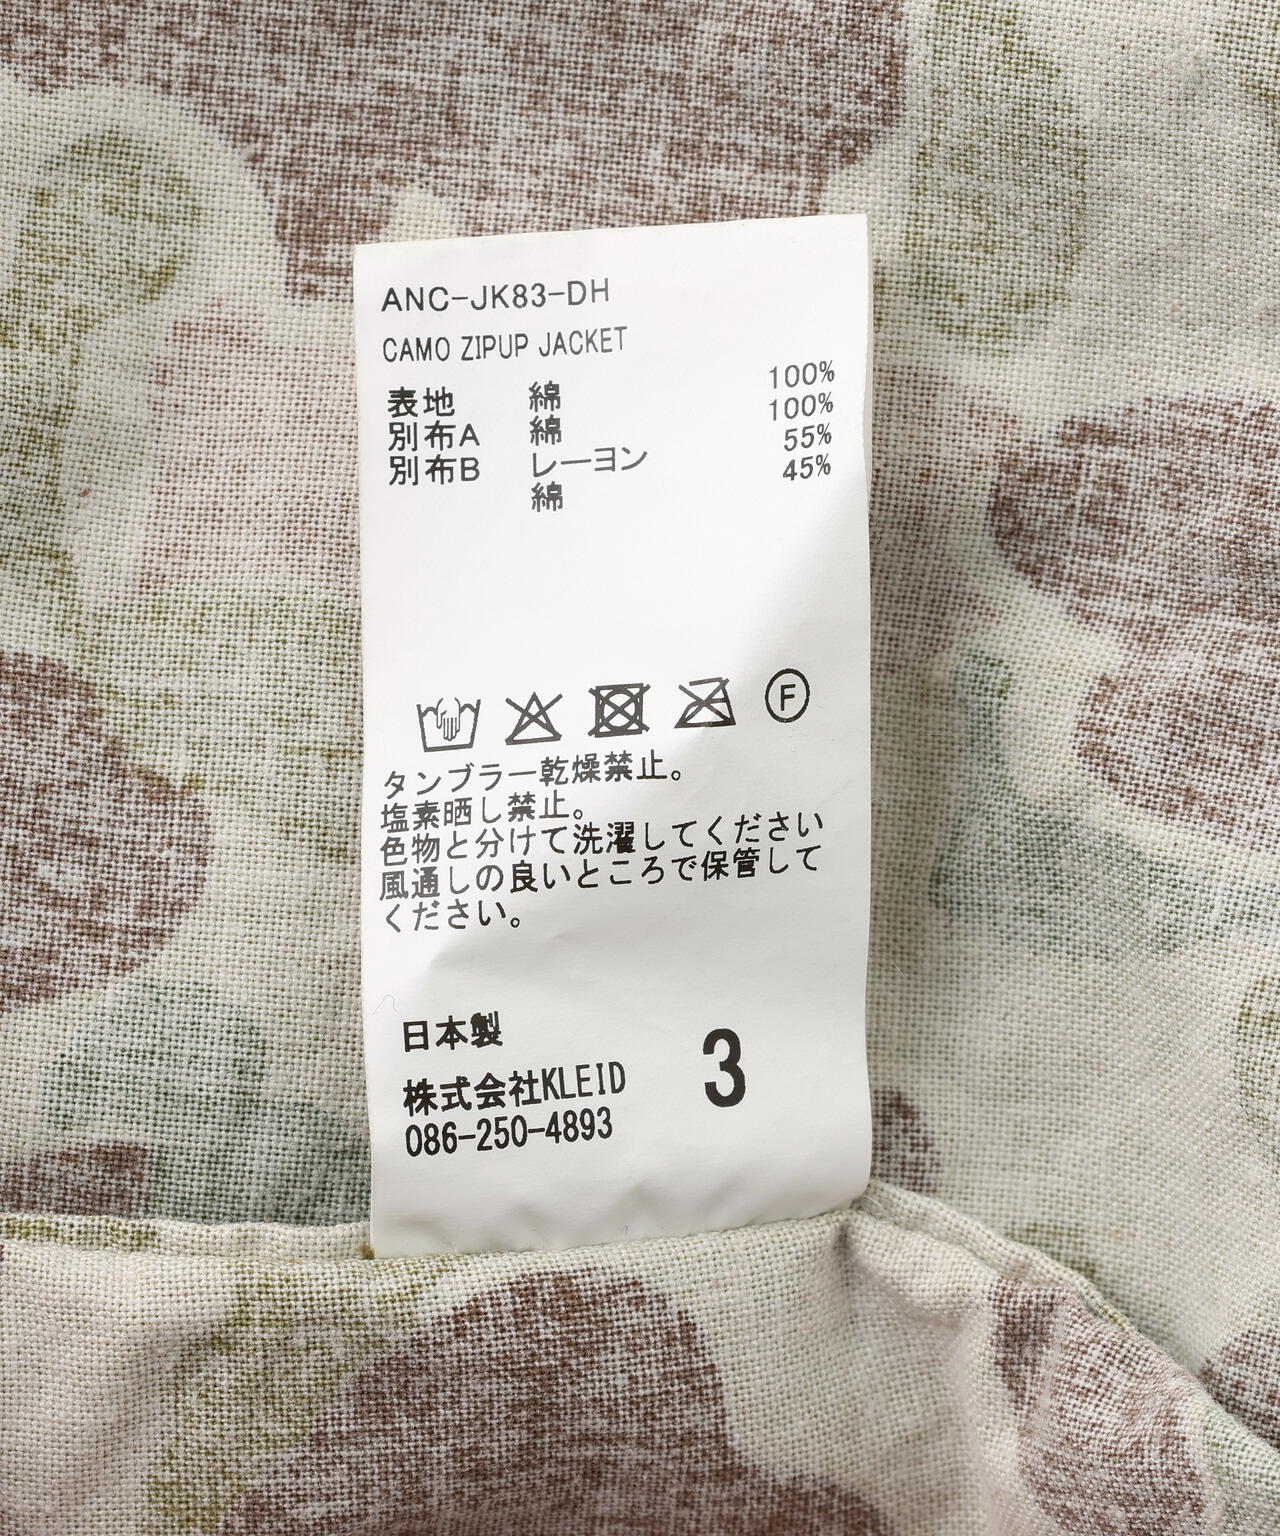 ANC-JK83-DH
CAMO ZIPUP JACKET
表地 綿 100%
別布A 綿 100%
別布B レーヨン 55%
綿 45%
F
タンブラー乾燥禁止。
塩素晒し禁止。
色物と分けて洗濯してください
風通しの良いところで保管して
ください。
日本製
株式会社KLEID
086-250-4893
3